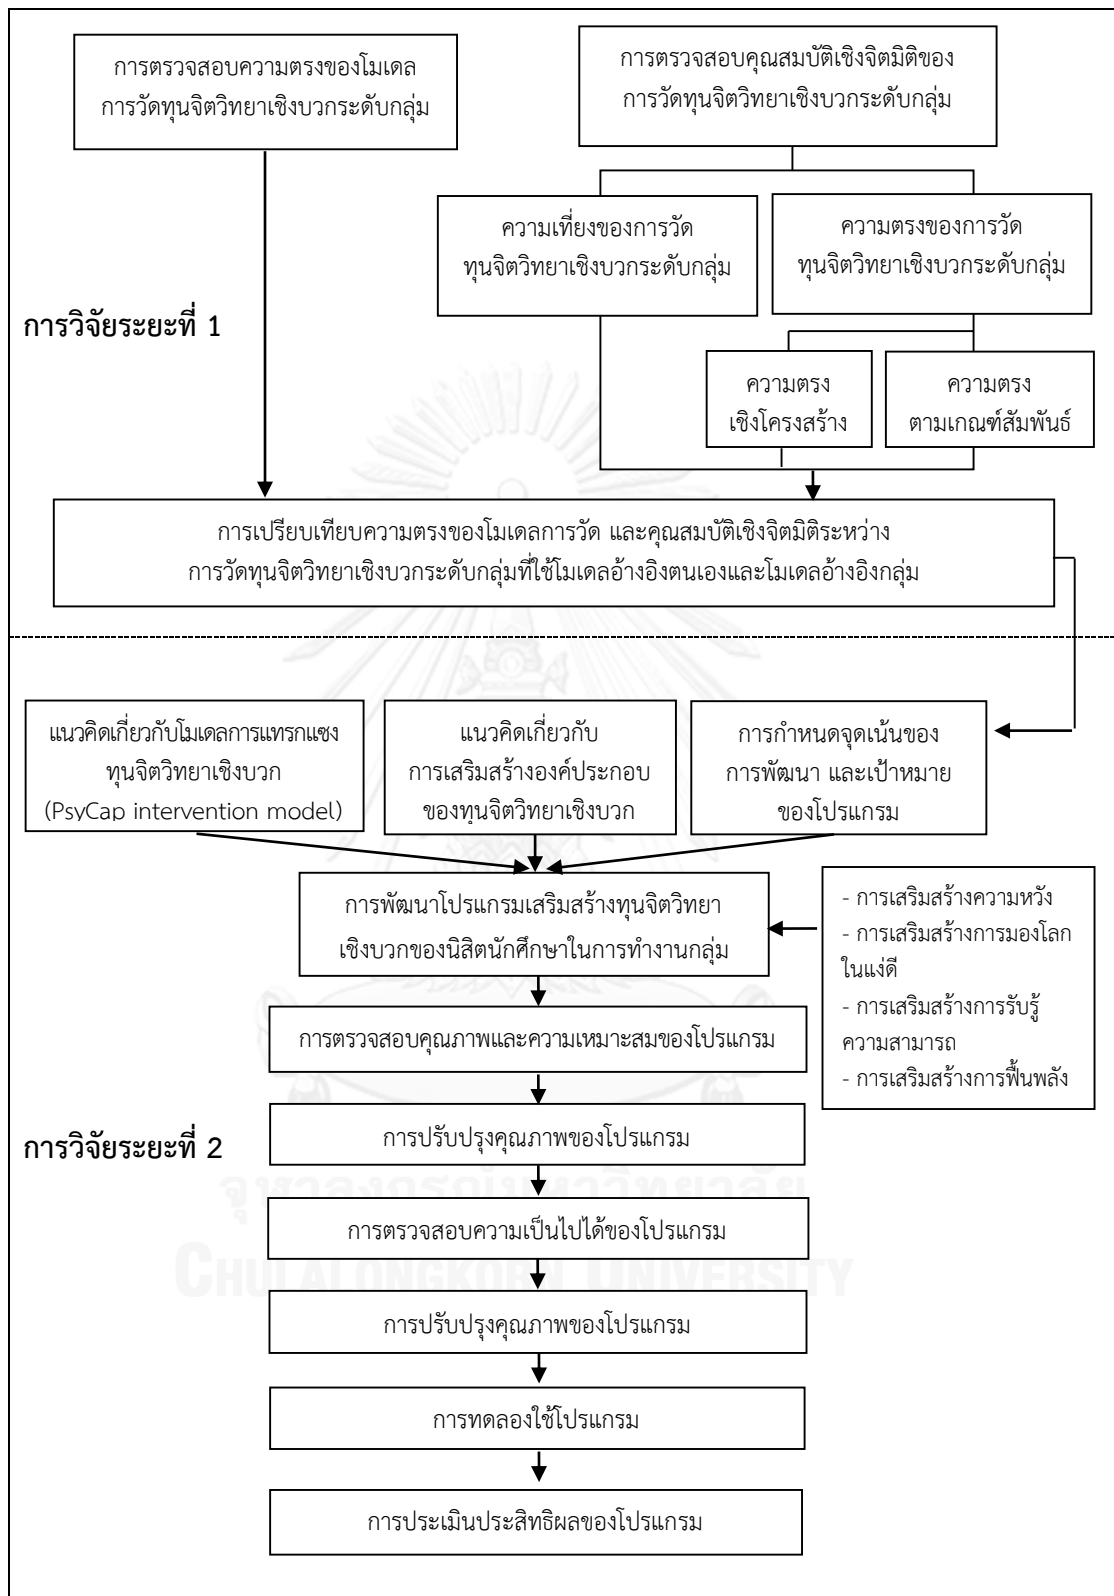 การตรวจสอบความตรงของโมเดล
การวัดทุนจิตวิทยาเชิงบวกระดับกลุ่ม
การตรวจสอบคุณสมบัติเชิงจิตมิติของ
การวัดทุนจิตวิทยาเชิงบวกระดับกลุ่ม
ความเที่ยงของการวัด
ทุนจิตวิทยาเชิงบวกระดับกลุ่ม
ความตรงของการวัด
ทุนจิตวิทยาเชิงบวกระดับกลุ่ม
การวิจัยระยะที่ 1
ความตรง
เชิงโครงสร้าง
ความตรง
ตามเกณฑ์สัมพันธ์
การเปรียบเทียบความตรงของโมเดลการวัด และคุณสมบัติเชิงจิตมิติระหว่าง
การวัดทุนจิตวิทยาเชิงบวกระดับกลุ่มที่ใช้โมเดลอ้างอิงตนเองและโมเดลอ้างอิงกลุ่ม
แนวคิดเกี่ยวกับโมเดลการแทรกแซง
ทุนจิตวิทยาเชิงบวก
(PsyCap intervention model)
แนวคิดเกี่ยวกับ
การเสริมสร้างองค์ประกอบ
ของทุนจิตวิทยาเชิงบวก
การกำหนดจุดเน้นของ
การพัฒนา และเป้าหมาย
ของโปรแกรม
การพัฒนาโปรแกรมเสริมสร้างทุนจิตวิทยา
เชิงบวกของนิสิตนักศึกษาในการทำงานกลุ่ม
- การเสริมสร้างความหวัง
- การเสริมสร้างการมองโลก
ในแง่ดี
- การเสริมสร้างการรับรู้
ความสามารถ
- การเสริมสร้างการฟื้นพลัง
การตรวจสอบคุณภาพและความเหมาะสมของโปรแกรม
การวิจัยระยะที่ 2
การปรับปรุงคุณภาพของโปรแกรม
จุฬาลงกรณ์มหาวิทยาลัย
การตรวจสอบความเป็นไปได้ของโปรแกรม
CHULALONGKORN UNIVERSITY
การปรับปรุงคุณภาพของโปรแกรม
การทดลองใช้โปรแกรม
การประเมินประสิทธิผลของโปรแกรม